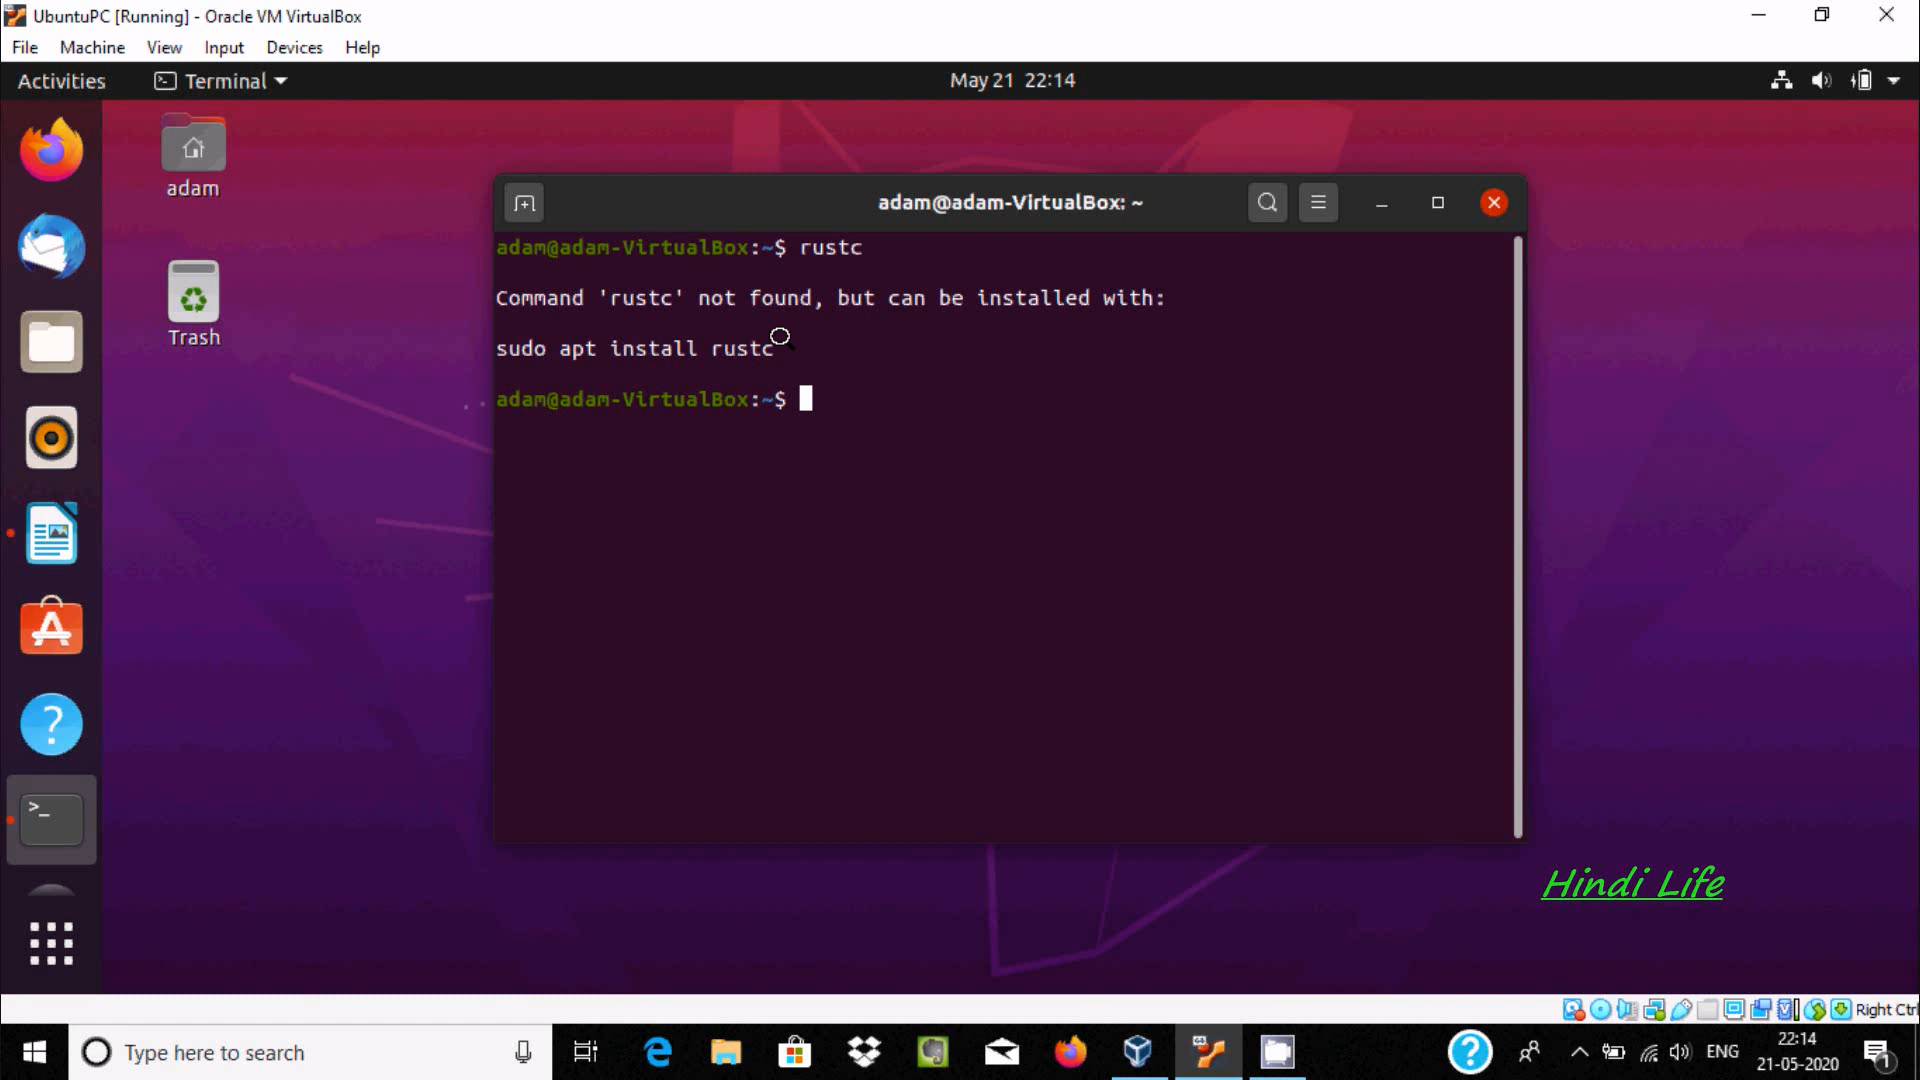 UbuntuPC [Running] - Oracle VM VirtualBox
File Machine View Input Devices Help
Activities Terminal May 21 22:14
adam
Trash
adam@adam-VirtualBox: ~
adam@adam-VirtualBox:~$ rustc
Command 'rustc' not found, but can be installed with:
sudo apt install rustc
adam@adam-VirtualBox:~$
Hindi Life
Right Ctrl
Type here to search
ENG
22:14
21-05-2020
1